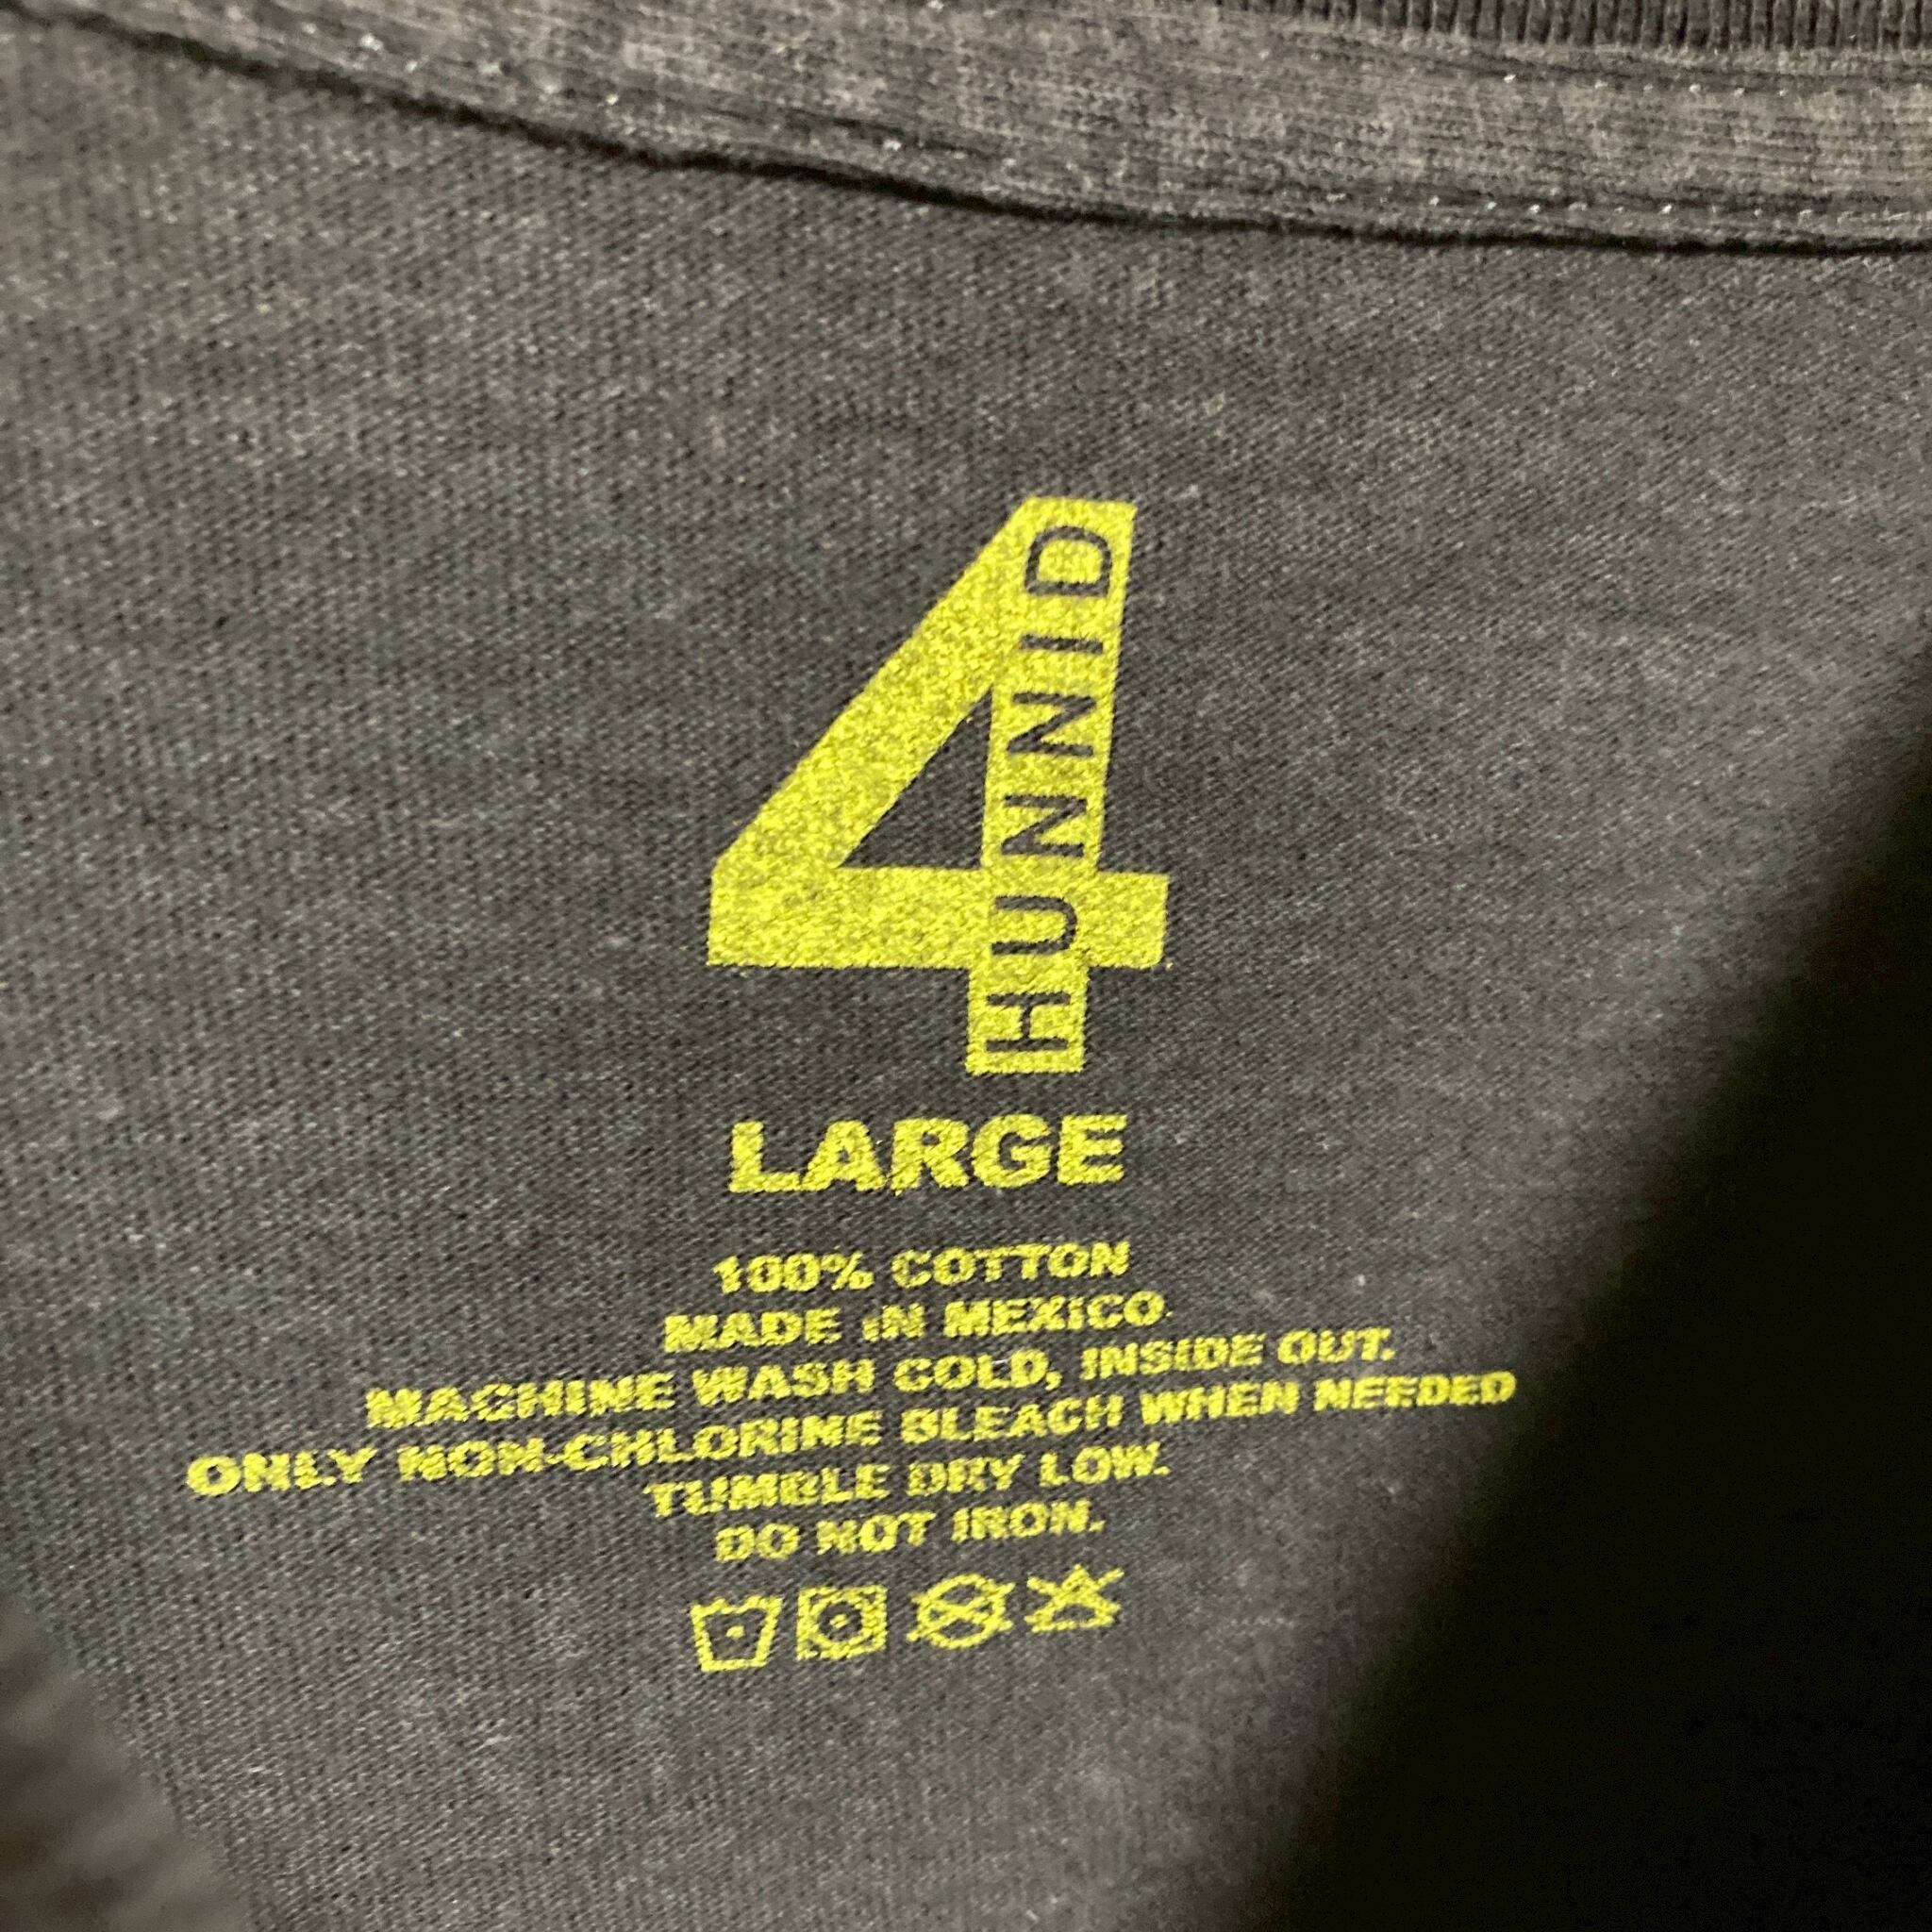 4
HUNNID
LARGE
100% COTTON
MADE IN MEXICO.
MACHINE WASH COLD, INSIDE OUT.
ONLY NON-CHLORINE BLEACH WHEN NEEDED
TUMBLE DRY LOW.
DO NOT IRON.